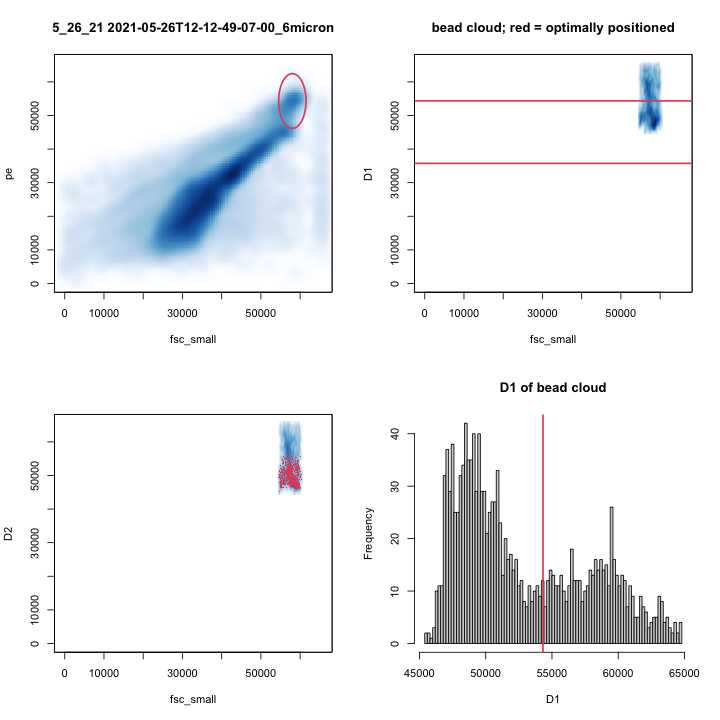 5_26_21 2021-05-26T12-12-49-07-00_6micron
pe
0 10000 30000 50000
0 10000 30000 50000
fsc_small
bead cloud; red = optimally positioned
D1
0 10000 30000 50000
0 10000 30000 50000
fsc_small
D2
0 10000 30000 50000
0 10000 30000 50000
fsc_small
D1 of bead cloud
Frequency
0 10 20 30 40
45000 50000 55000 60000 65000
D1